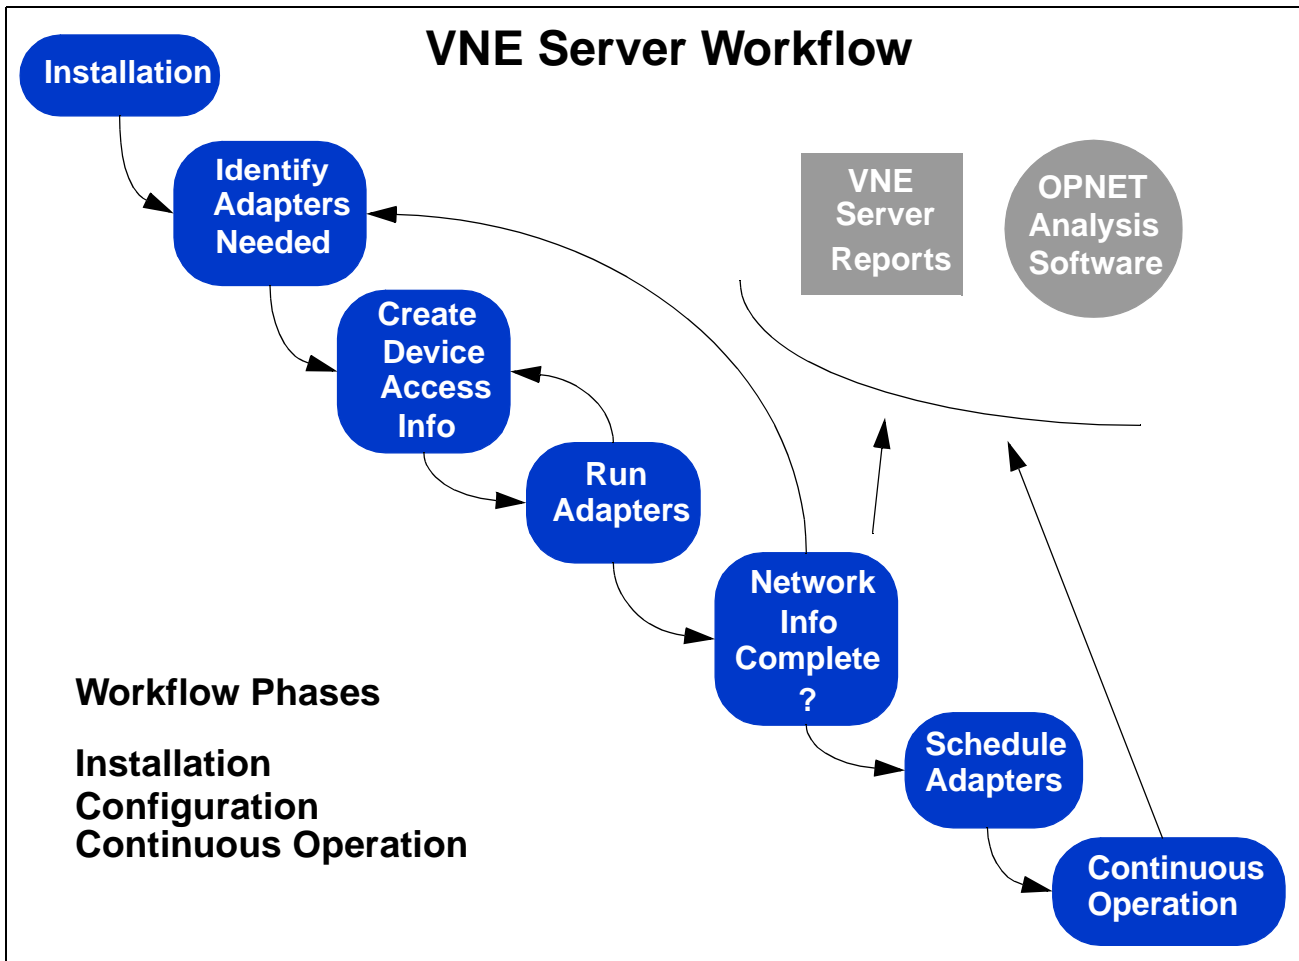 VNE Server Workflow
Installation
Identify
Adapters
Needed
VNE
Server
Reports
OPNET
Analysis
Software
Create
Device
Access
Info
Run
Adapters
Network
Info
Complete
?
Schedule
Adapters
Continuous
Operation
Workflow Phases
Installation
Configuration
Continuous Operation